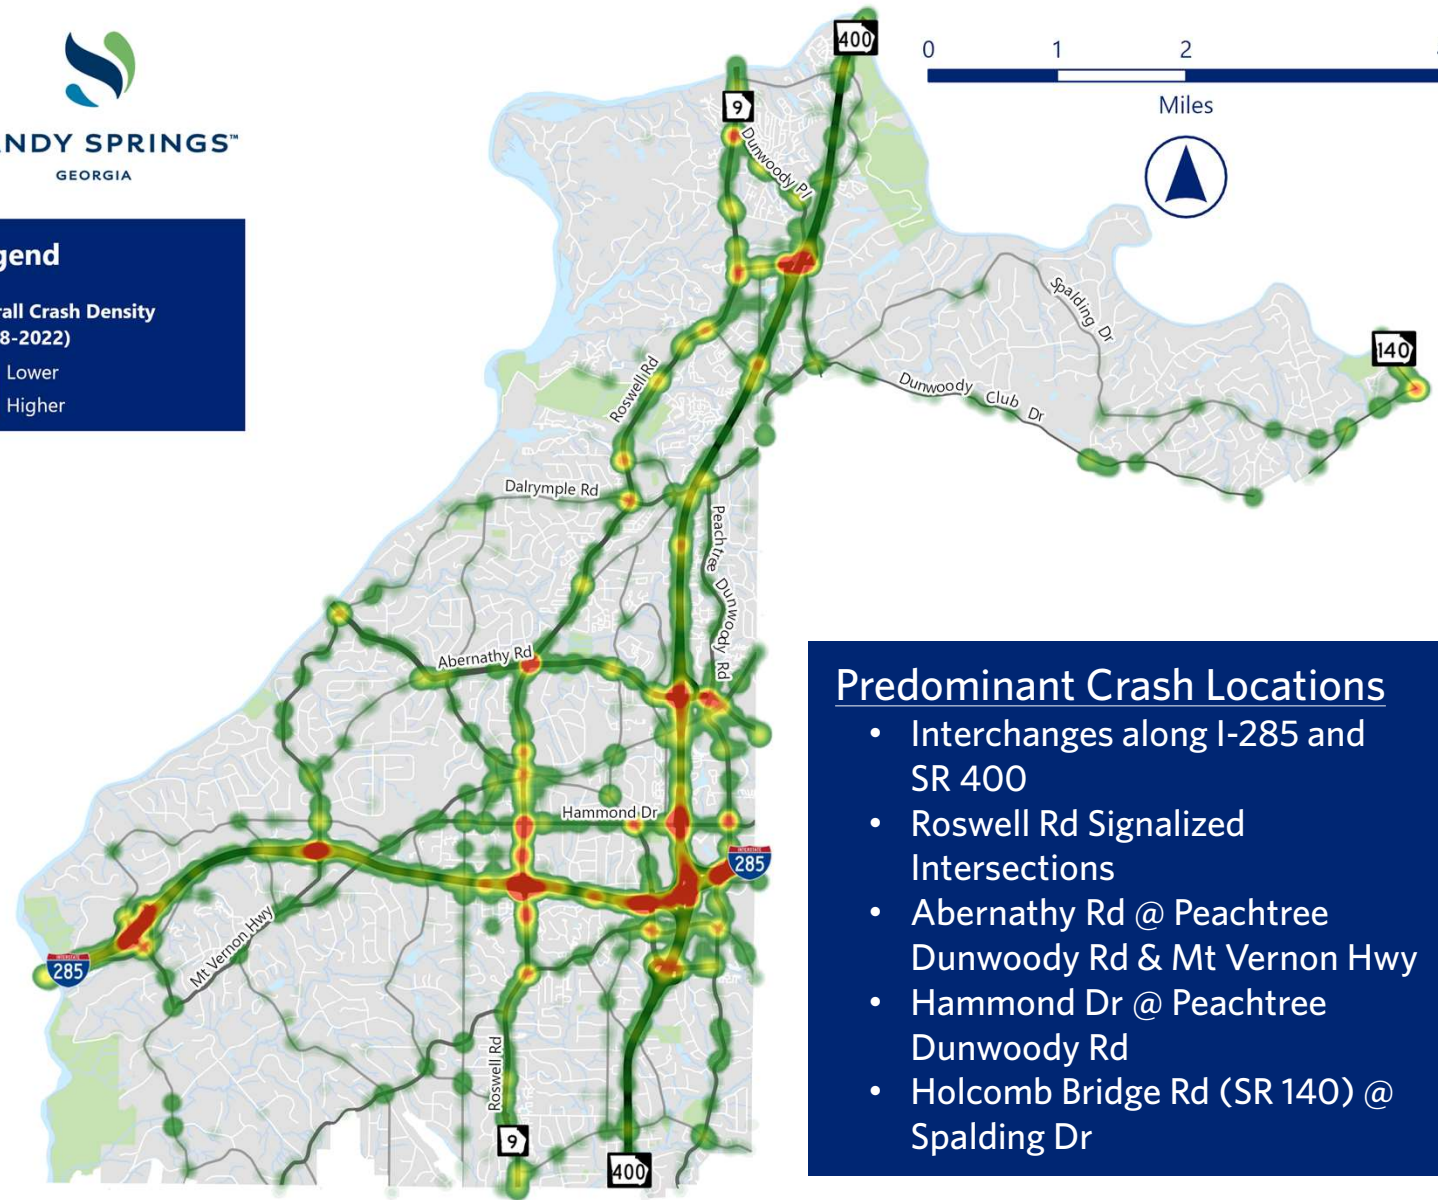 400
0 1 2
Miles
9
NDY SPRINGS™
GEORGIA
Dunwoody Pl
gend
rall Crash Density
8-2022)
Lower
Higher
Spalding Dr
140
Roswell Rd
Dunwoody Club Dr
Dalrymple Rd
Peachtree Dunwoody Rd
Abernathy Rd
Hammond Dr
INTERSTATE
285
Mt Vernon Hwy
INTERSTATE
285
Roswell Rd
9
400
Predominant Crash Locations
• Interchanges along I-285 and
SR 400
• Roswell Rd Signalized
Intersections
• Abernathy Rd @ Peachtree
Dunwoody Rd & Mt Vernon Hwy
• Hammond Dr @ Peachtree
Dunwoody Rd
• Holcomb Bridge Rd (SR 140) @
Spalding Dr